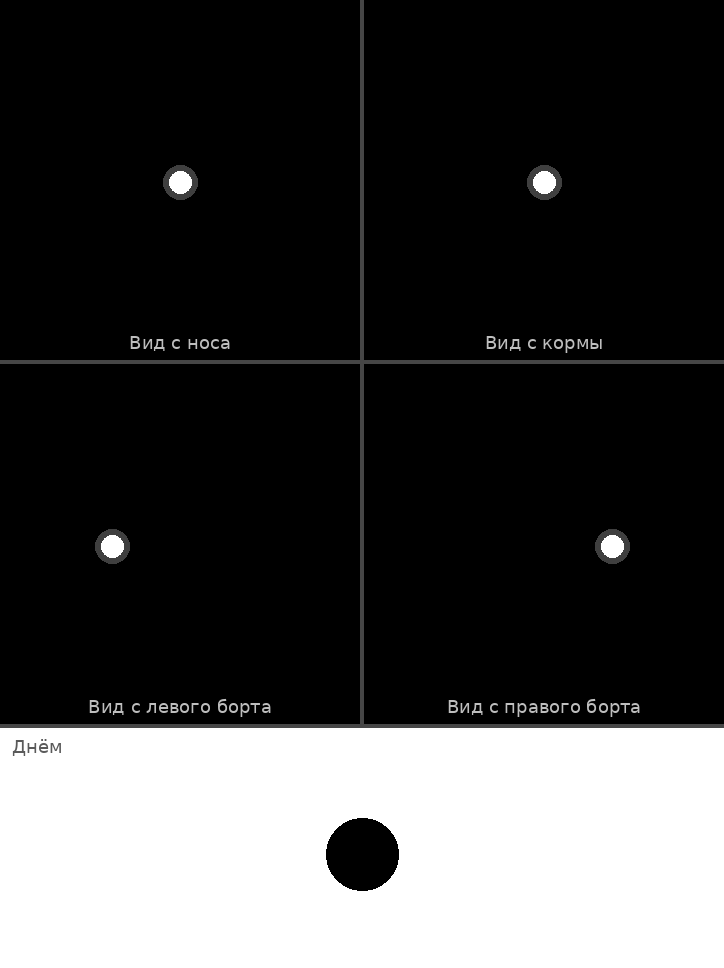 Вид с носа
Вид с кормы
Вид с левого борта
Вид с правого борта
Днём